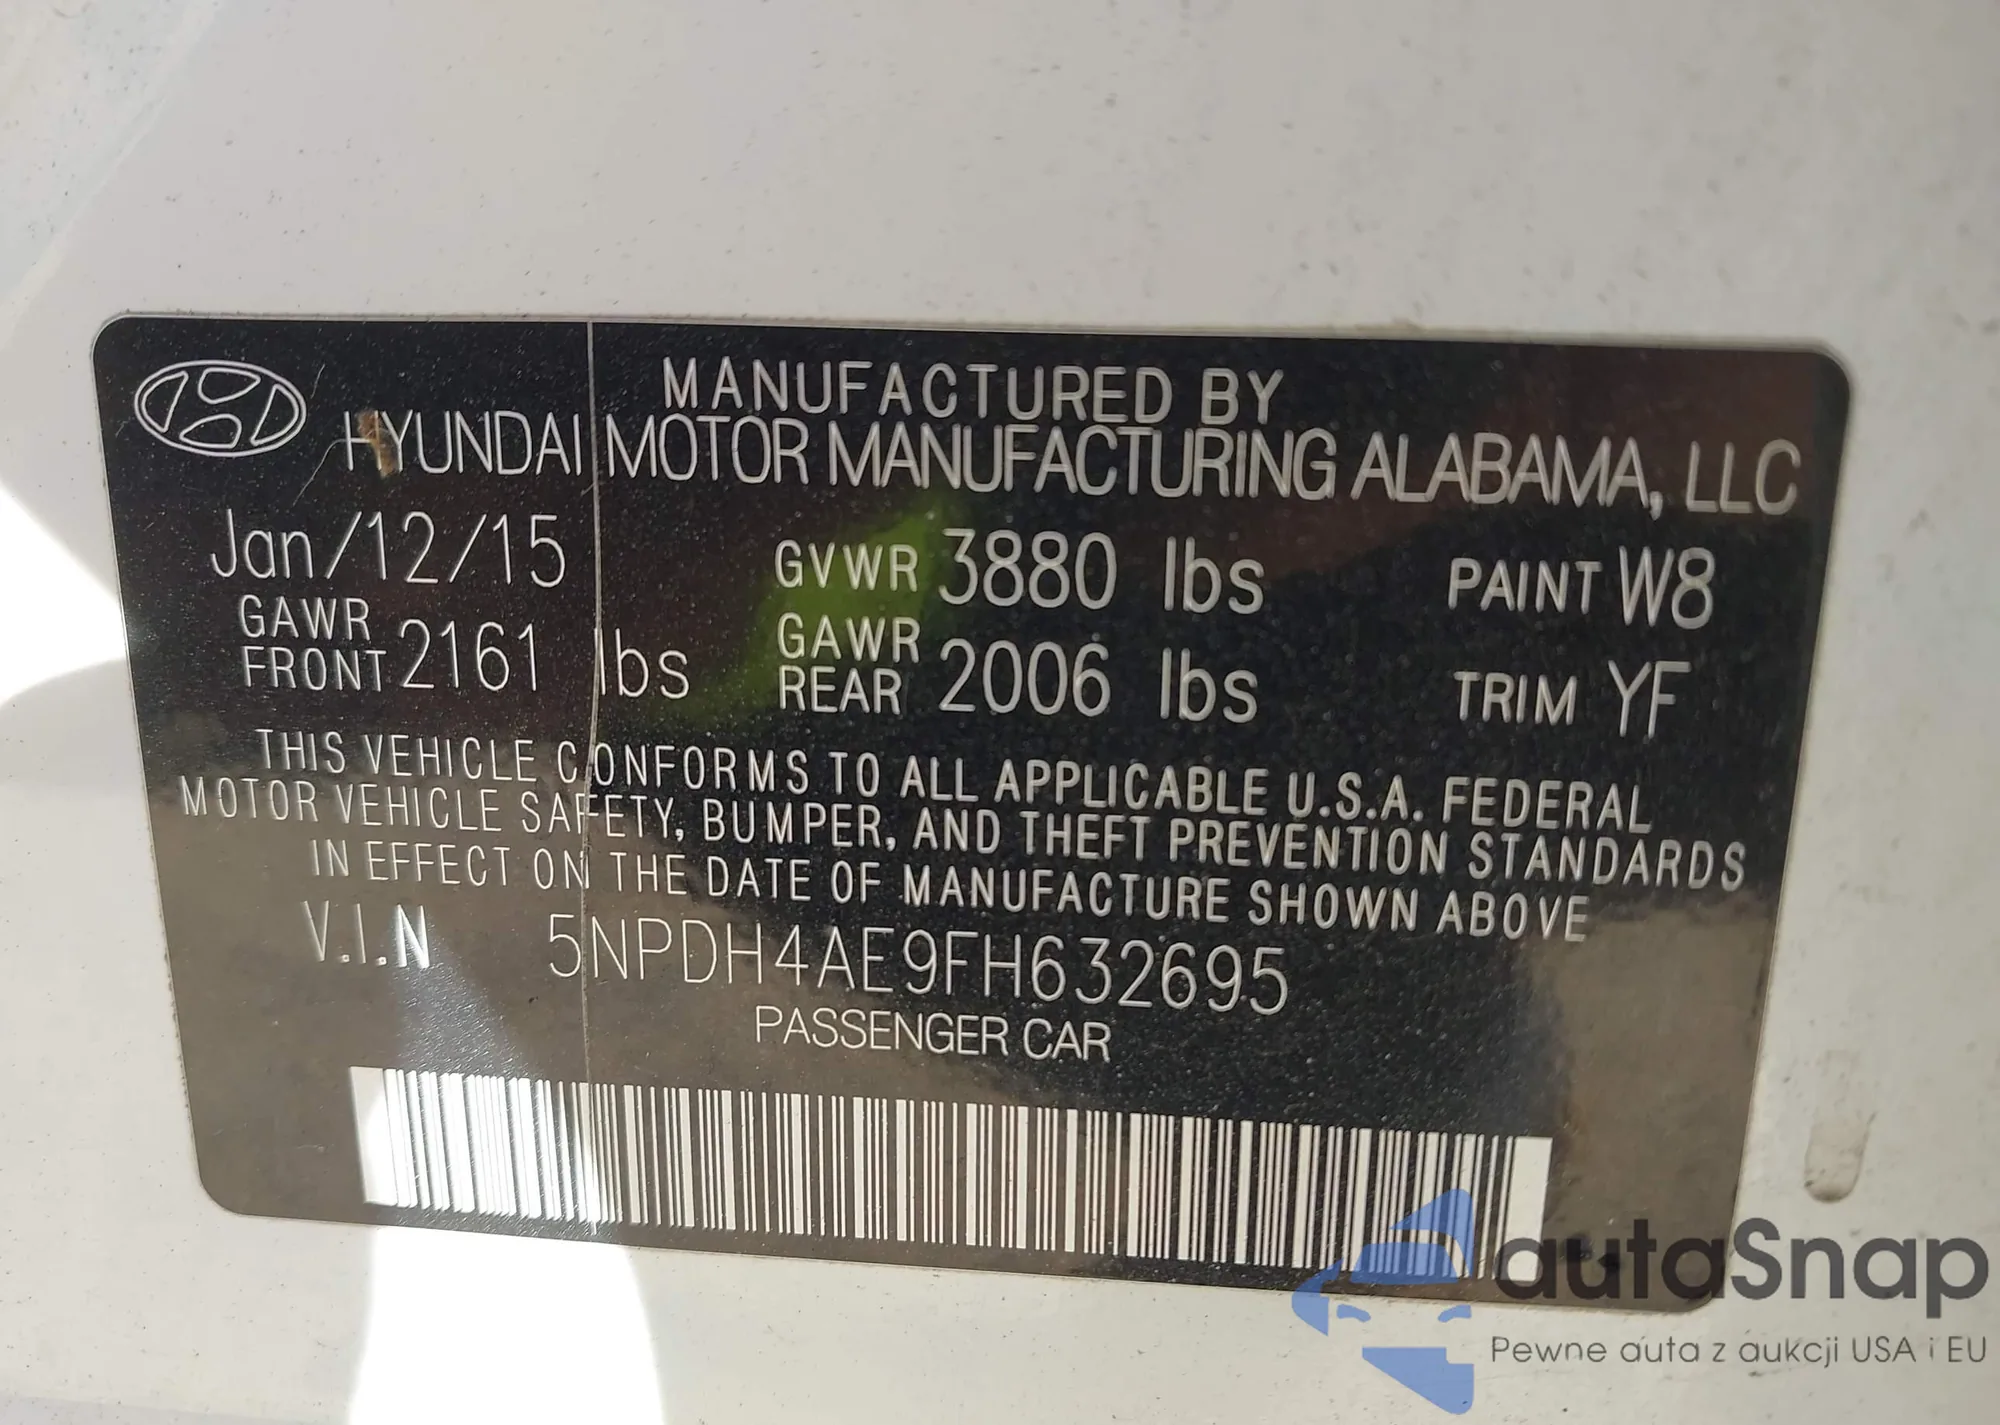 MANUFACTURED BY
HYUNDAI MOTOR MANUFACTURING ALABAMA, LLC
Jan/12/15 GVWR 3880 lbs PAINT W8
GAWR FRONT 2161 lbs GAWR REAR 2006 lbs TRIM YF
THIS VEHICLE CONFORMS TO ALL APPLICABLE U.S.A. FEDERAL
MOTOR VEHICLE SAFETY, BUMPER, AND THEFT PREVENTION STANDARDS
IN EFFECT ON THE DATE OF MANUFACTURE SHOWN ABOVE
V.I.N 5NPDH4AE9FH632695
PASSENGER CAR
autaSnap
Pewne auta z aukcji USA i EU